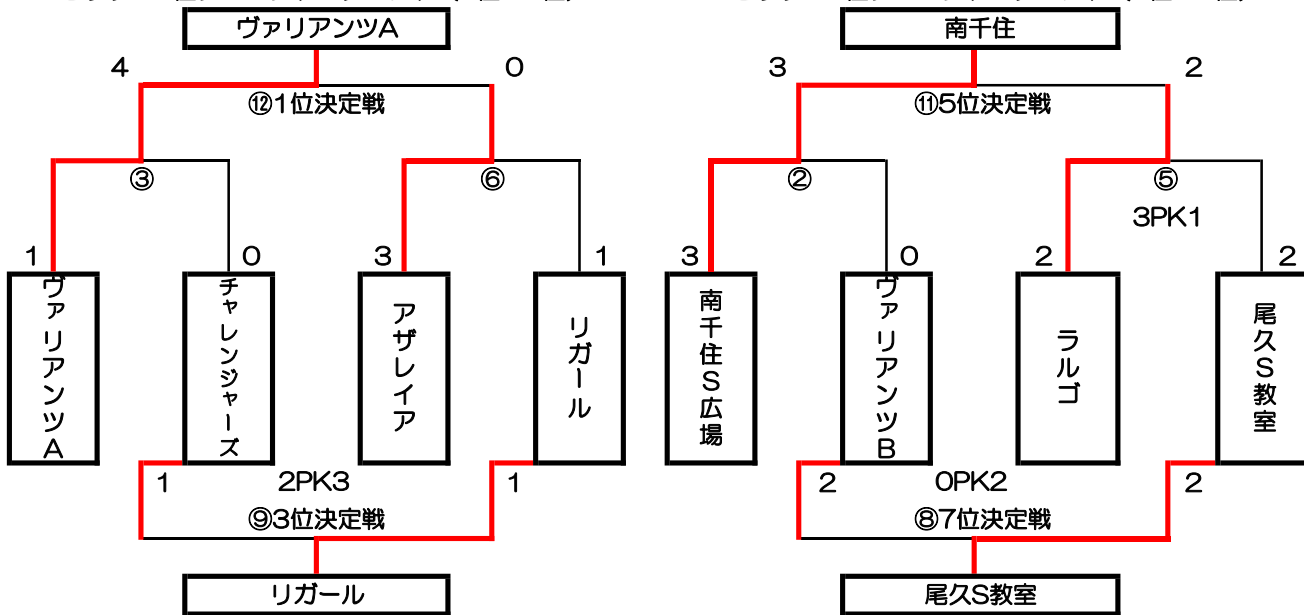 ヴァリアンツA
南千住
4
0
3
2
⑫1位決定戦
⑪5位決定戦
③
⑥
②
⑤
3PK1
1
0
3
1
3
0
2
2
ヴァリアンツA
チャレンジャーズ
アザレイア
リガール
南千住S広場
ヴァリアンツB
ラルゴ
尾久S教室
1
2PK3
1
2
0PK2
2
⑨3位決定戦
⑧7位決定戦
リガール
尾久S教室